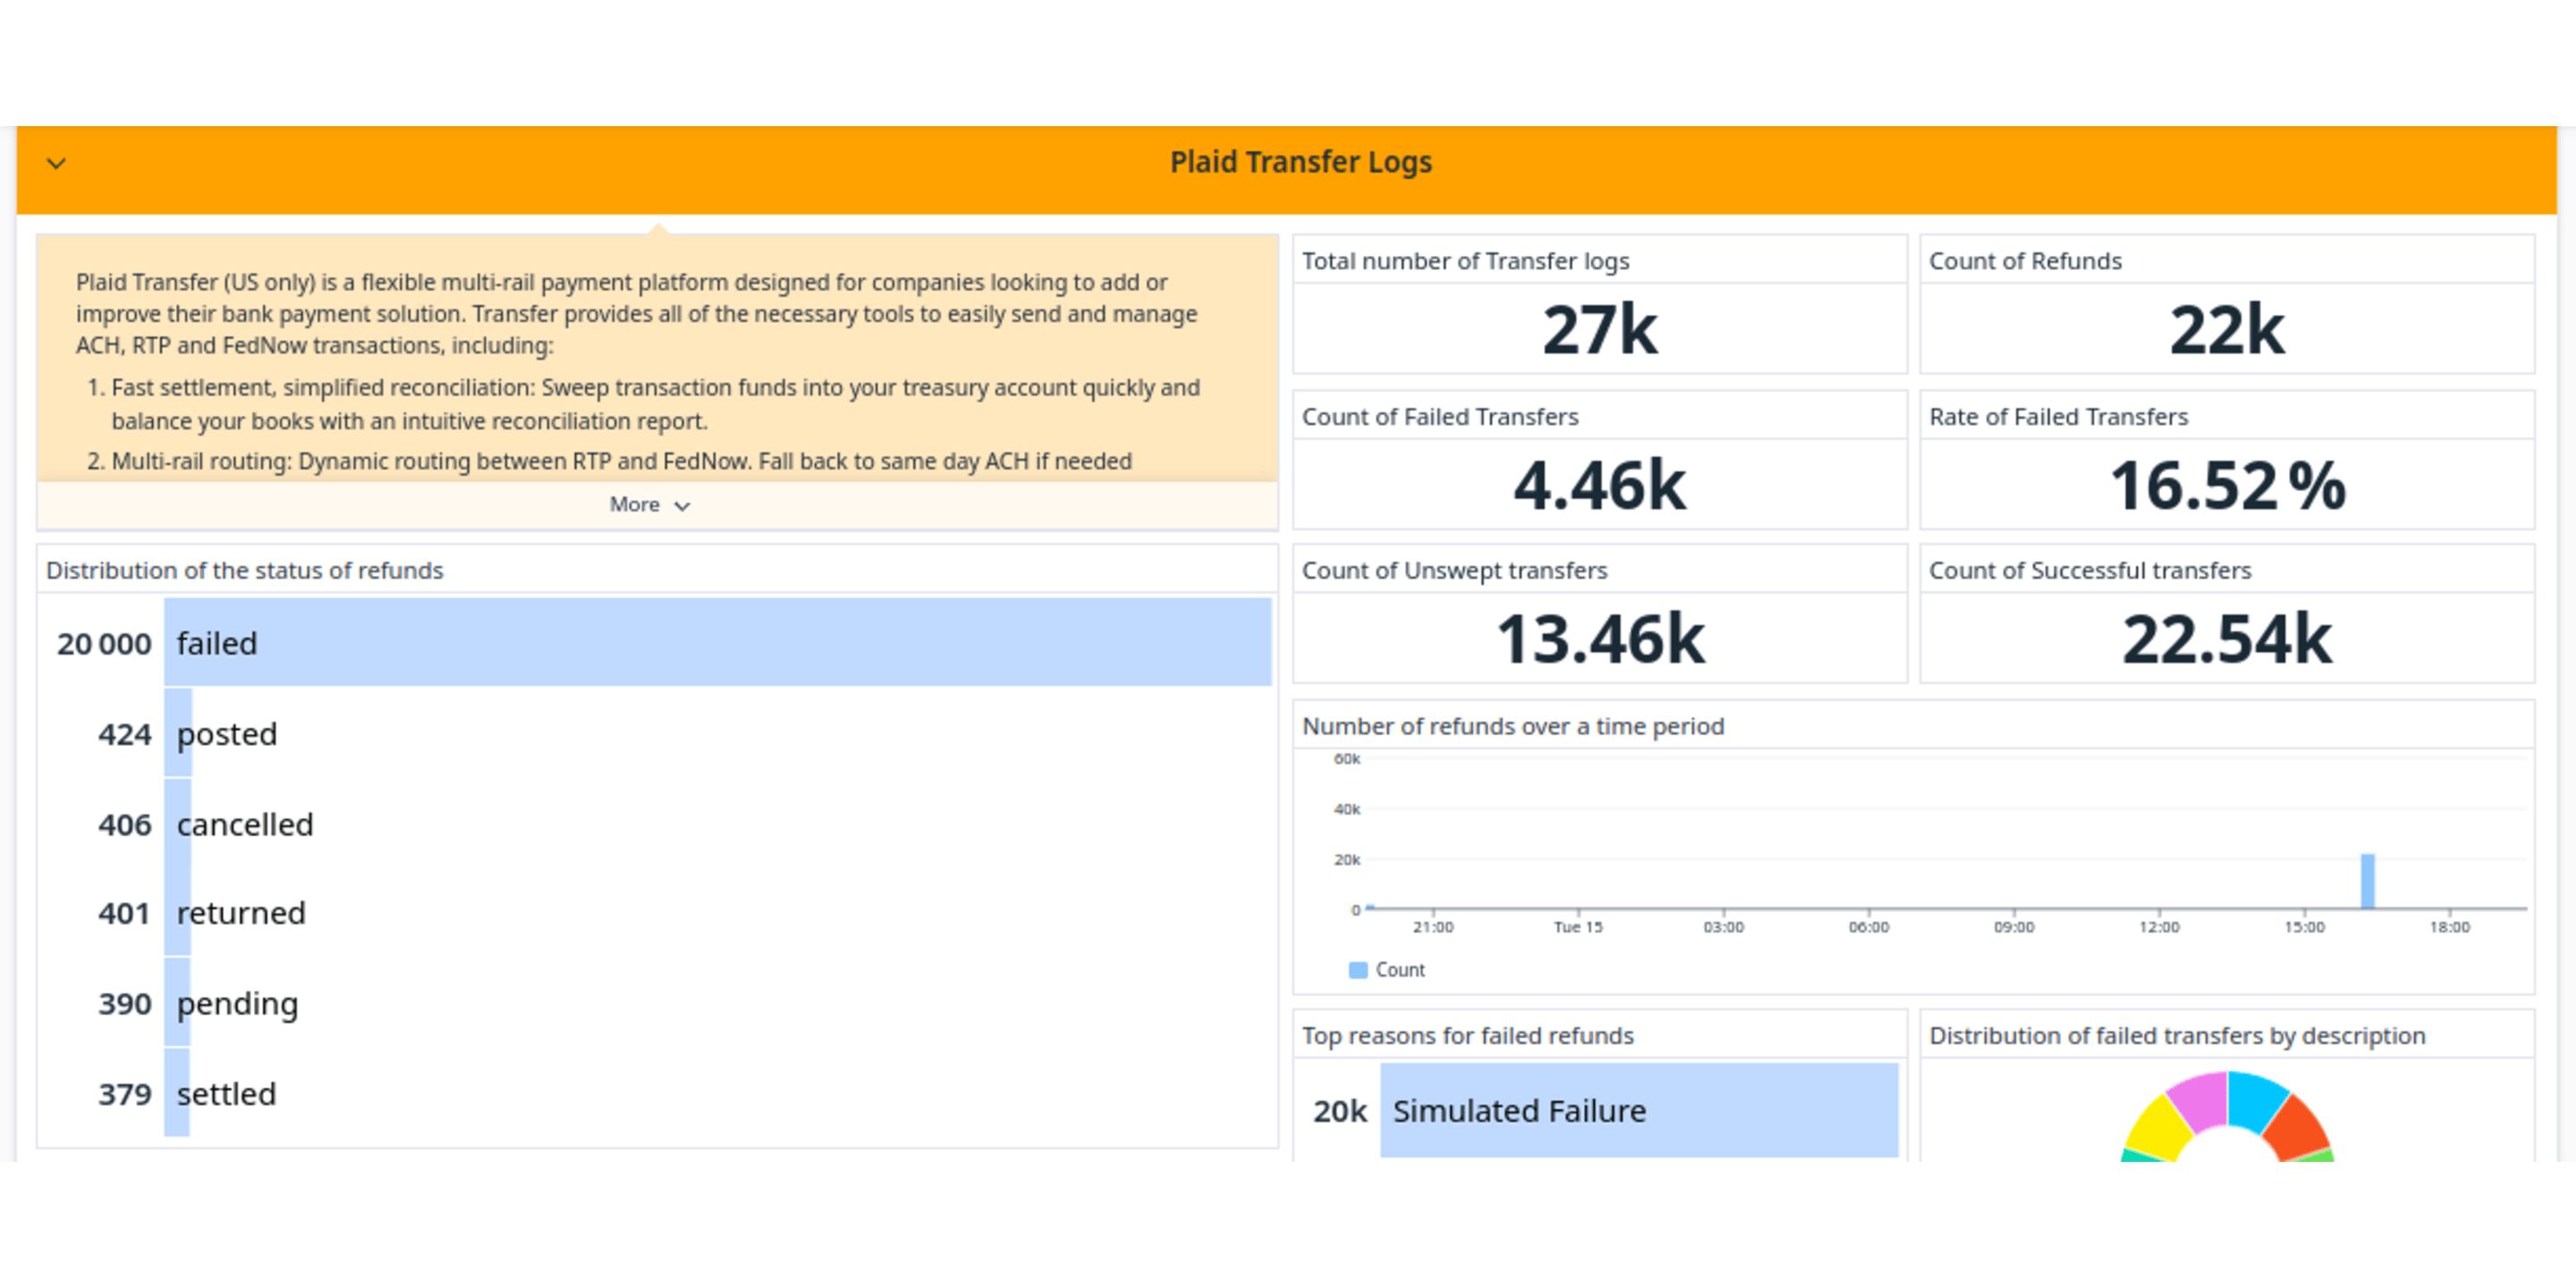 Plaid Transfer Logs
Plaid Transfer (US only) is a flexible multi-rail payment platform designed for companies looking to add or
improve their bank payment solution. Transfer provides all of the necessary tools to easily send and manage
ACH, RTP and FedNow transactions, including:
1. Fast settlement, simplified reconciliation: Sweep transaction funds into your treasury account quickly and
balance your books with an intuitive reconciliation report.
2. Multi-rail routing: Dynamic routing between RTP and FedNow. Fall back to same day ACH if needed
More
Total number of Transfer logs
27k
Count of Refunds
22k
Count of Failed Transfers
4.46k
Rate of Failed Transfers
16.52 %
Distribution of the status of refunds
20 000 failed
424 posted
406 cancelled
401 returned
390 pending
379 settled
Count of Unswept transfers
13.46k
Count of Successful transfers
22.54k
Number of refunds over a time period
60k
40k
20k
0
21:00 Tue 15 03:00 06:00 09:00 12:00 15:00 18:00
Count
Top reasons for failed refunds
20k Simulated Failure
Distribution of failed transfers by description